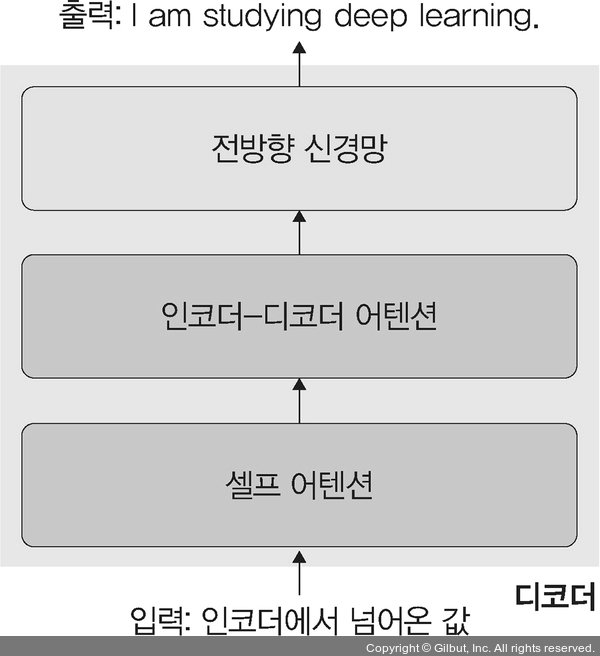 출력: I am studying deep learning.
전방향 신경망
인코더–디코더 어텐션
셀프 어텐션
디코더
입력: 인코더에서 넘어온 값
Copyright © Gilbut, Inc. All rights reserved.